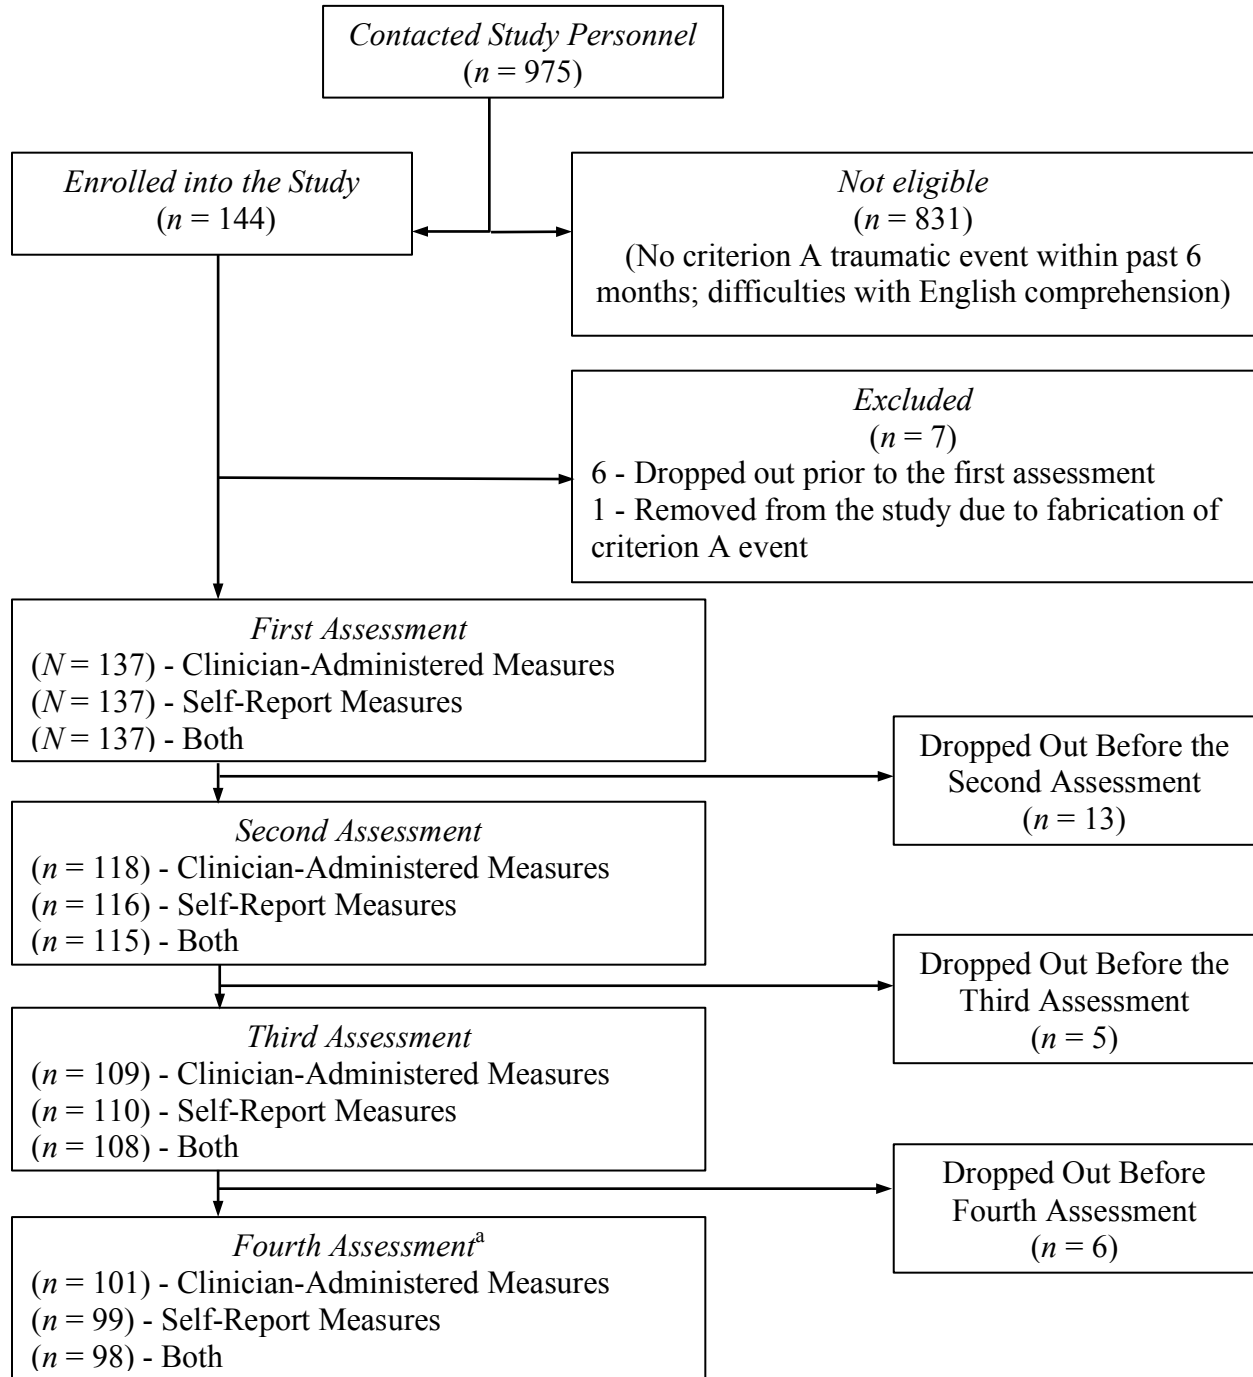 Contacted Study Personnel
(n = 975)
Enrolled into the Study
(n = 144)
Not eligible
(n = 831)
(No criterion A traumatic event within past 6
months; difficulties with English comprehension)
Excluded
(n = 7)
6 - Dropped out prior to the first assessment
1 - Removed from the study due to fabrication of
criterion A event
First Assessment
(N = 137) - Clinician-Administered Measures
(N = 137) - Self-Report Measures
(N = 137) - Both
Dropped Out Before the
Second Assessment
(n = 13)
Second Assessment
(n = 118) - Clinician-Administered Measures
(n = 116) - Self-Report Measures
(n = 115) - Both
Dropped Out Before the
Third Assessment
(n = 5)
Third Assessment
(n = 109) - Clinician-Administered Measures
(n = 110) - Self-Report Measures
(n = 108) - Both
Dropped Out Before
Fourth Assessment
(n = 6)
Fourth Assessmentᵃ
(n = 101) - Clinician-Administered Measures
(n = 99) - Self-Report Measures
(n = 98) - Both